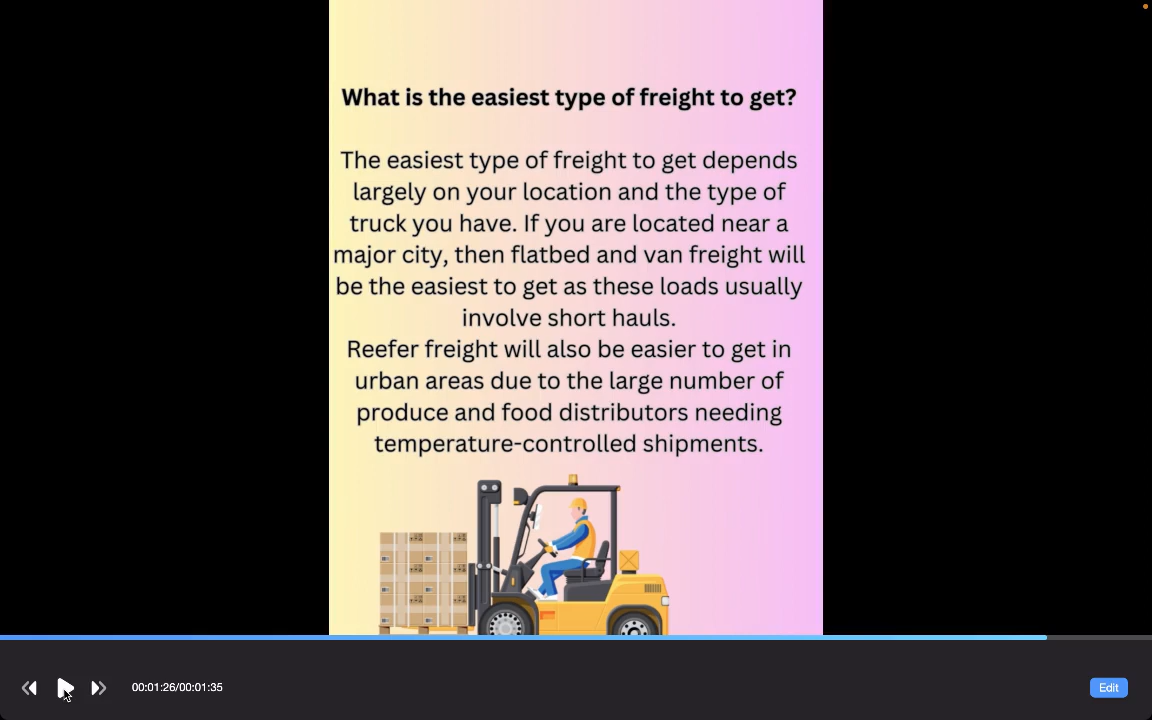 What is the easiest type of freight to get?
The easiest type of freight to get depends
largely on your location and the type of
truck you have. If you are located near a
major city, then flatbed and van freight will
be the easiest to get as these loads usually
involve short hauls.
Reefer freight will also be easier to get in
urban areas due to the large number of
produce and food distributors needing
temperature-controlled shipments.
00:01:26/00:01:35
Edit